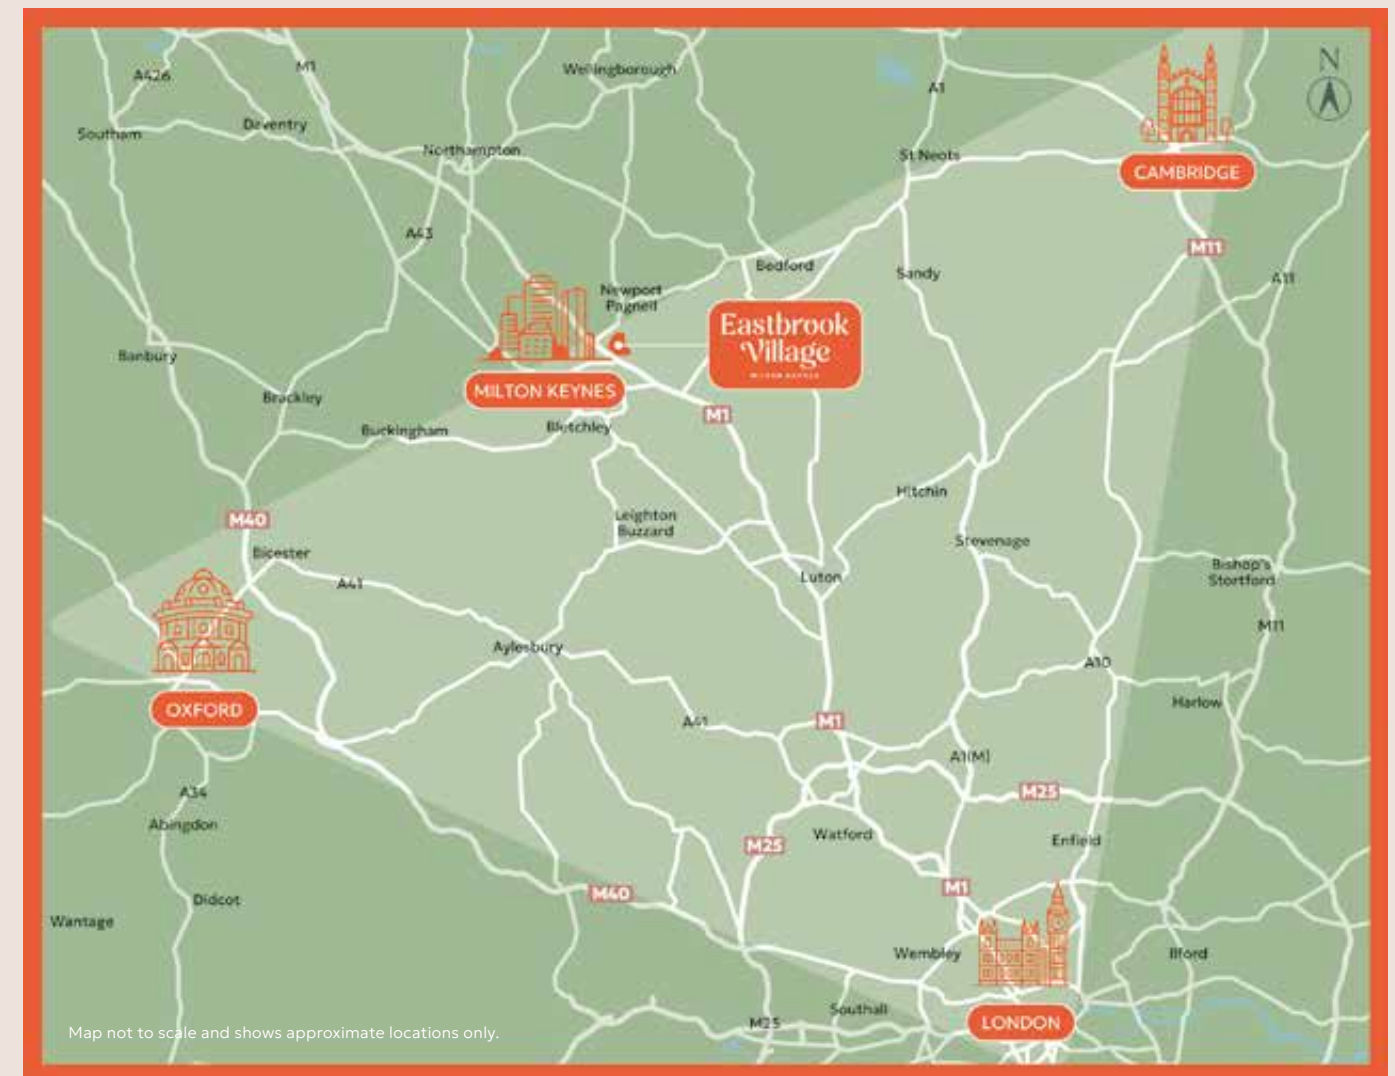 N
A426
M1
Wellingborough
A1
Southam
Daventry
Northampton
St Neots
CAMBRIDGE
A43
M11
Bedford
Sandy
A11
Newport
Pagnell
Eastbrook
Village
MILTON KEYNES
Banbury
Brackley
MILTON KEYNES
M1
Buckingham
Bletchley
Hitchin
M40
Leighton
Buzzard
Stevenage
Bicester
A41
Luton
Bishop's
Stortford
M11
Aylesbury
A10
OXFORD
A41
M1
Harlow
A1(M)
A34
M25
Abingdon
Watford
M25
Enfield
M40
M1
Didcot
Wantage
Wembley
Ilford
Southall
M25
LONDON
Map not to scale and shows approximate locations only.